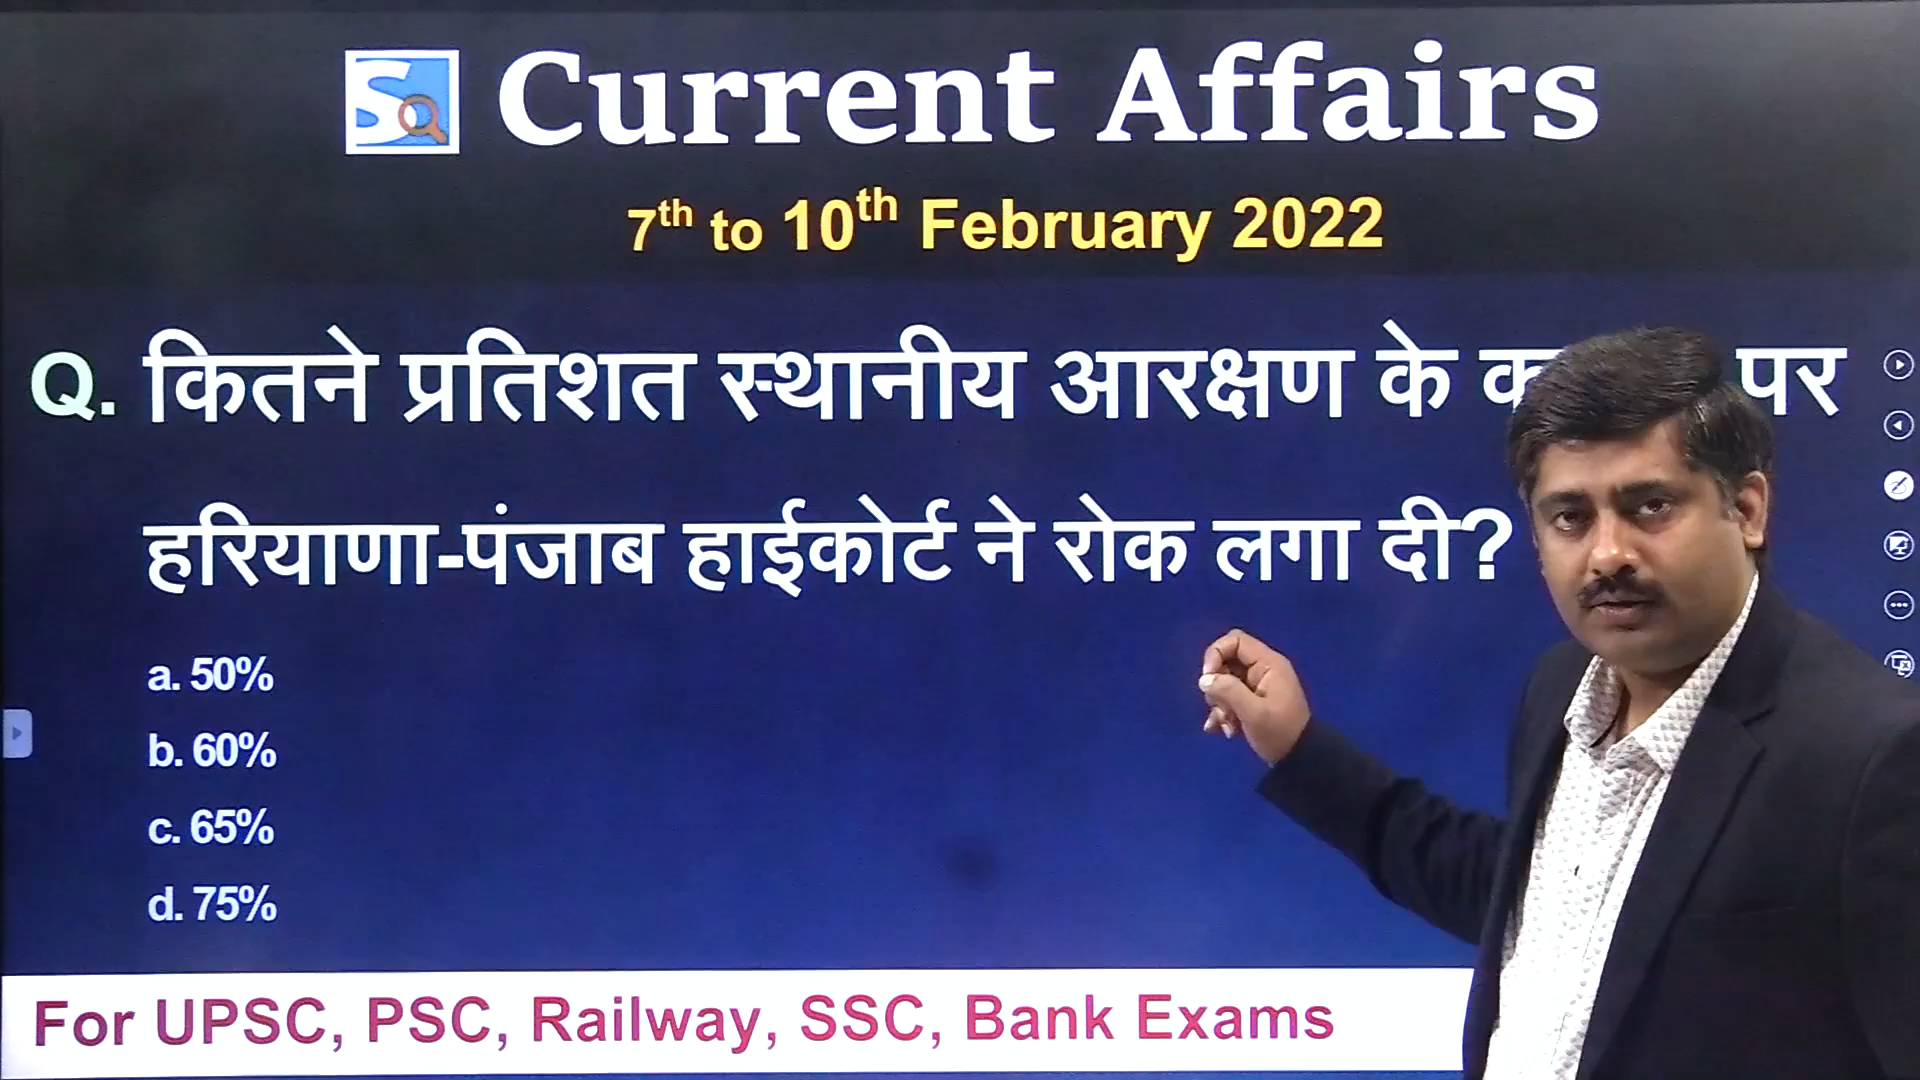 SQ Current Affairs
7th to 10th February 2022
Q. कितने प्रतिशत स्थानीय आरक्षण के पर
हरियाणा-पंजाब हाईकोर्ट ने रोक लगा दी?
a. 50%
b. 60%
c. 65%
d. 75%
For UPSC, PSC, Railway, SSC, Bank Exams